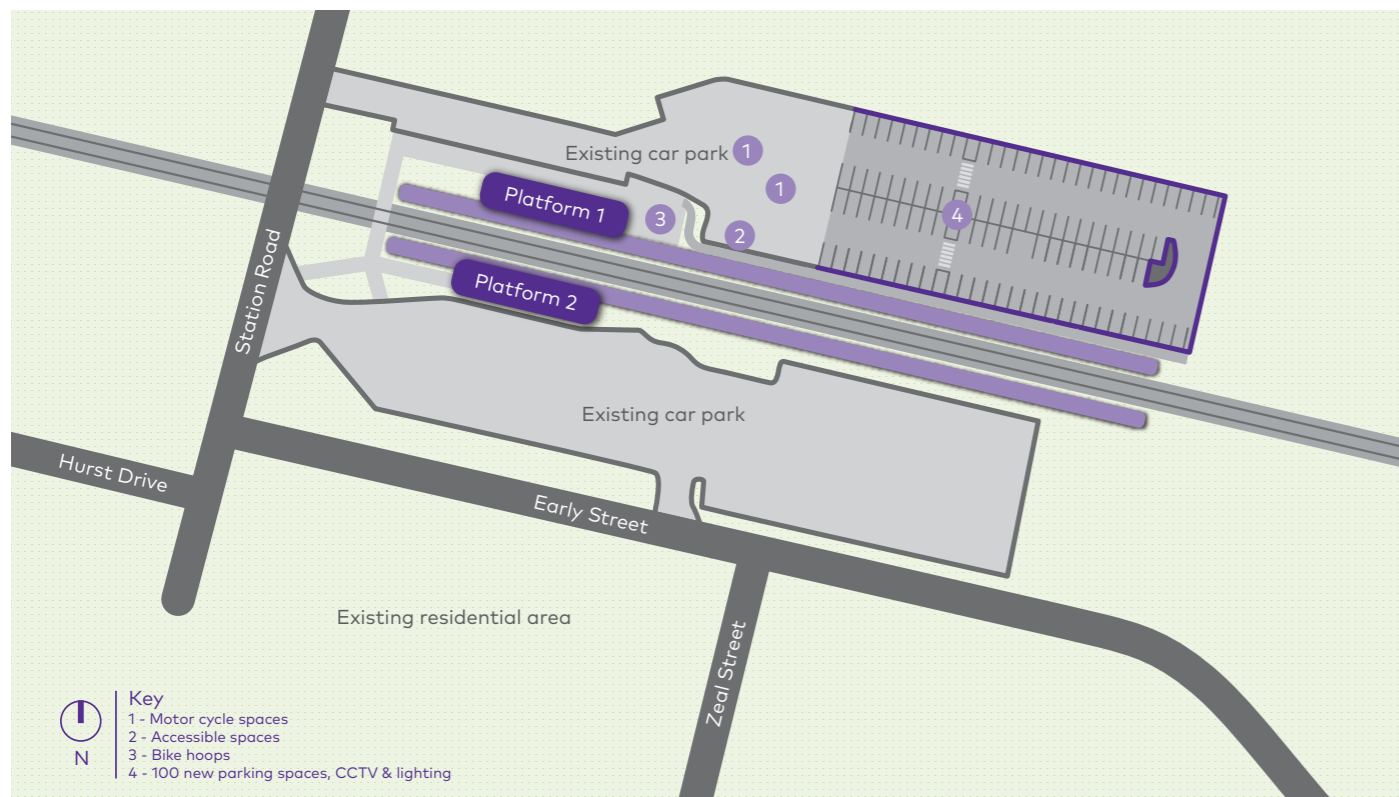 Existing car park
1
1
Platform 1
3
2
4
Station Road
Platform 2
Existing car park
Hurst Drive
Early Street
Existing residential area
Zeal Street
N
Key
1 - Motor cycle spaces
2 - Accessible spaces
3 - Bike hoops
4 - 100 new parking spaces, CCTV & lighting